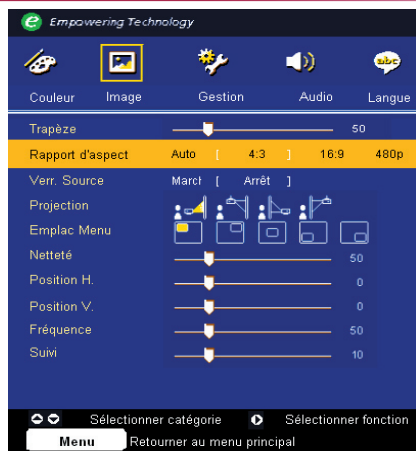 e Empowering Technology
abc
Couleur Image Gestion Audio Langue
Trapèze 50
Rapport d'aspect Auto [ 4:3 ] 16:9 480p
Verr. Source Marcł [ Arrêt ]
Projection
Emplac Menu
Netteté 50
Position H. 0
Position V. 0
Fréquence 50
Suivi 10
Sélectionner catégorie Sélectionner fonction
Menu Retourner au menu principal